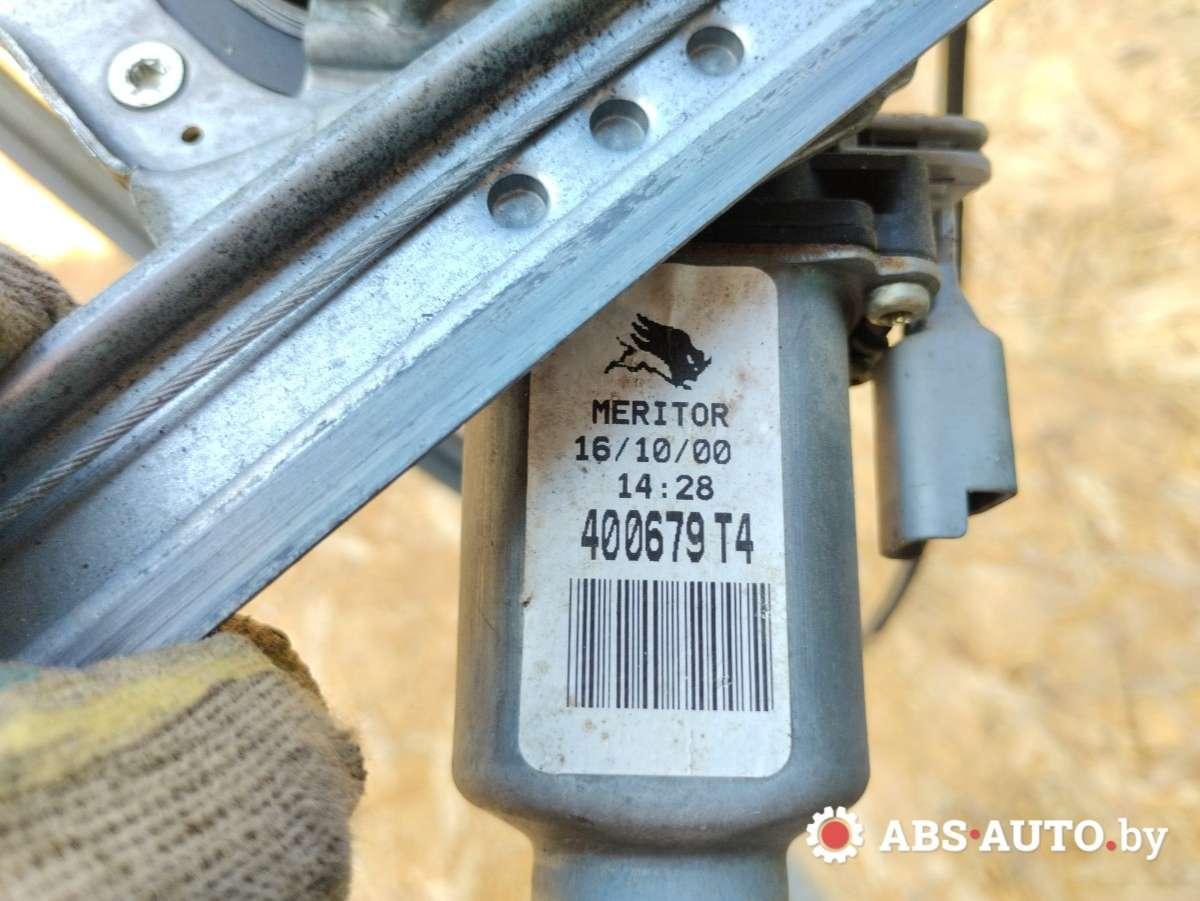 MERITOR
16/10/00
14:28
400679 T4
ABS·AUTO.by